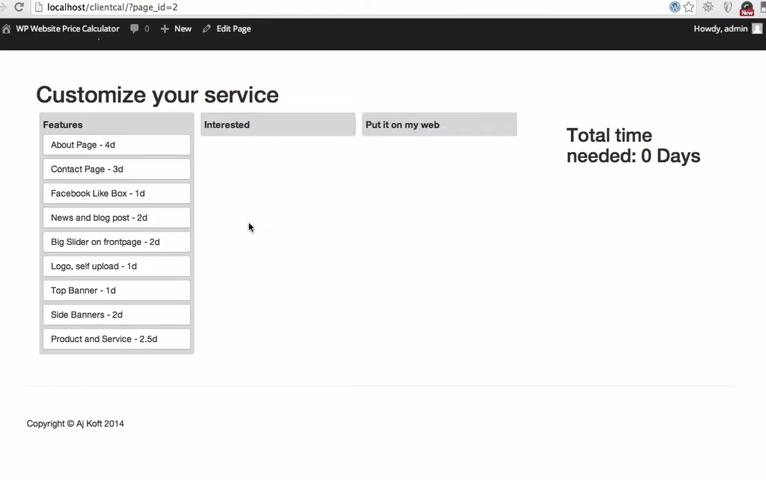 localhost/clientcal/?page_id=2
WP Website Price Calculator 0 New Edit Page Howdy, admin
New
Customize your service
Features
About Page - 4d
Contact Page - 3d
Facebook Like Box - 1d
News and blog post - 2d
Big Slider on frontpage - 2d
Logo, self upload - 1d
Top Banner - 1d
Side Banners - 2d
Product and Service - 2.5d
Interested
Put it on my web
Total time
needed: 0 Days
Copyright © Aj Koft 2014